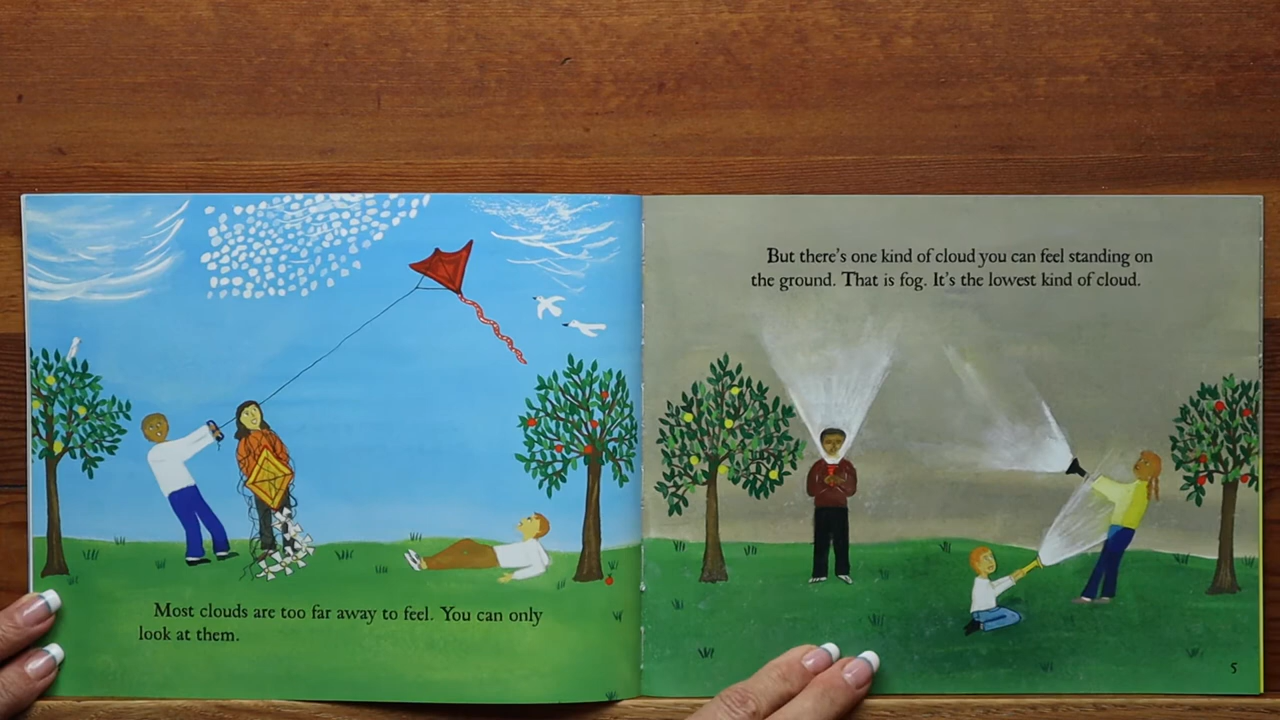 Most clouds are too far away to feel. You can only
look at them.
But there's one kind of cloud you can feel standing on
the ground. That is fog. It's the lowest kind of cloud.
5